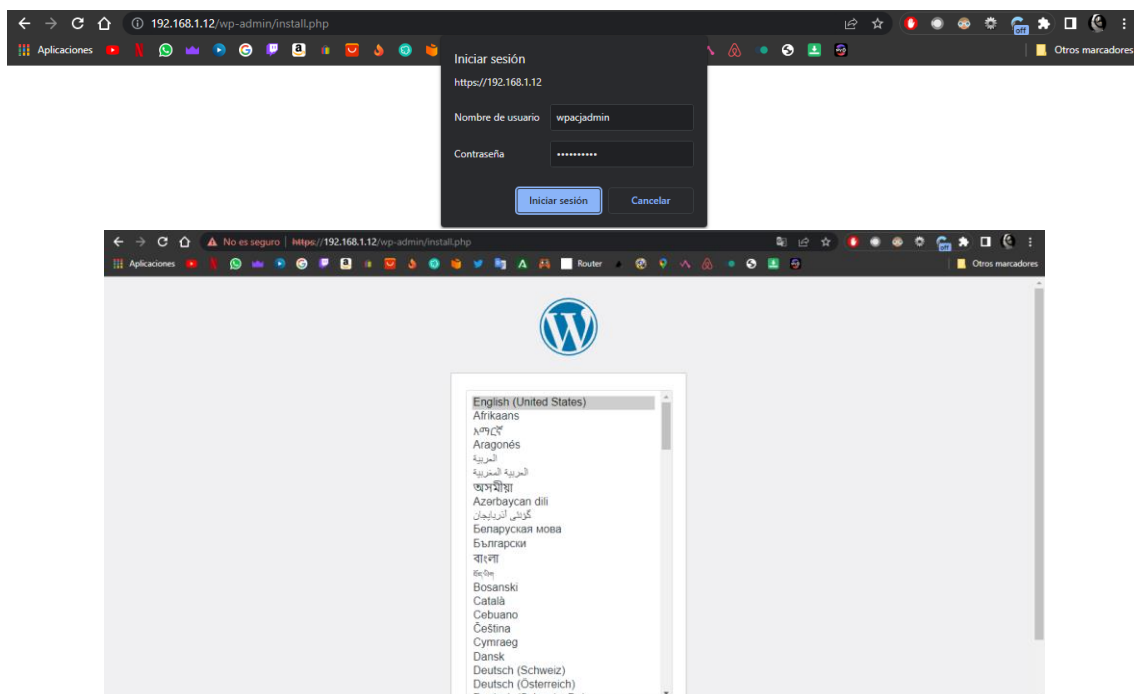 192.168.1.12/wp-admin/install.php
off
Aplicaciones
Otros marcadores
Iniciar sesión
https://192.168.1.12
Nombre de usuario
wpacjadmin
Contraseña
••••••••••
Iniciar sesión
Cancelar
No es seguro | https://192.168.1.12/wp-admin/install.php
off
Aplicaciones
Router
Otros marcadores
English (United States)
Afrikaans
አማርኛ
Aragonés
العربية
العربية المغربية
অসমীয়া
Azərbaycan dili
گؤنئی آذربایجان
Беларуская мова
Български
বাংলা
Bosanski
Català
Cebuano
Čeština
Cymraeg
Dansk
Deutsch (Schweiz)
Deutsch (Österreich)